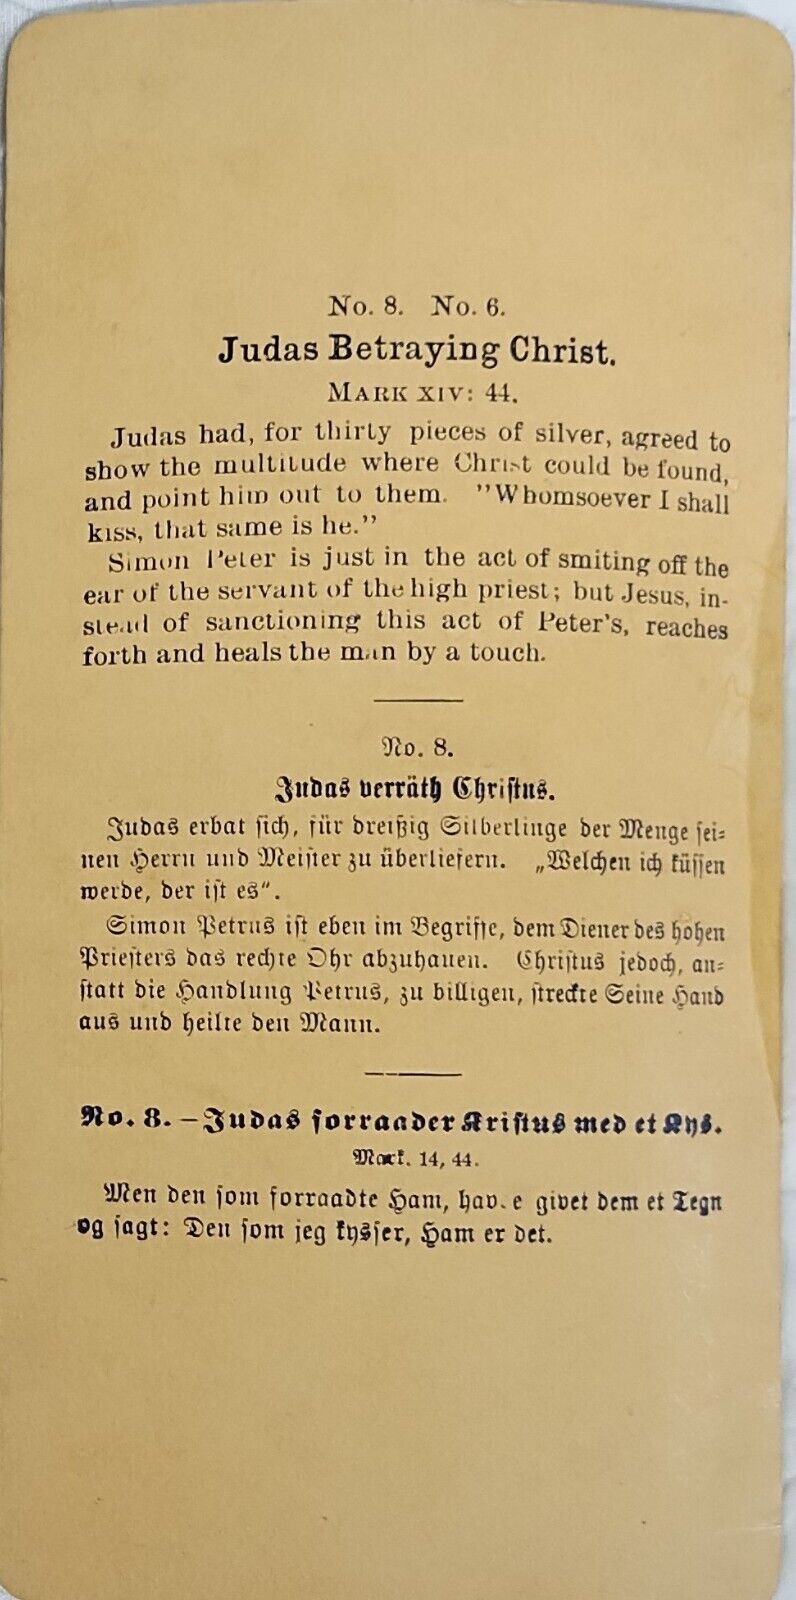 No. 8. No. 6.
Judas Betraying Christ.
MARK XIV: 44.
Judas had, for thirty pieces of silver, agreed to
show the multitude where Christ could be found,
and point him out to them. "Whomsoever I shall
kiss, that same is he."
Simon Peter is just in the act of smiting off the
ear of the servant of the high priest; but Jesus, in-
stead of sanctioning this act of Peter's, reaches
forth and heals the man by a touch.
No. 8.
Judas verräth Christus.
Judas erbat sich, für dreißig Silberlinge der Menge sei-
nen Herrn und Meister zu überliefern. „Welchen ich küssen
werde, der ist es".
Simon Petrus ist eben im Begriffe, dem Diener des hohen
Priesters das rechte Ohr abzuhauen. Christus jedoch, an-
statt die Handlung Petrus, zu billigen, streckte Seine Hand
aus und heilte den Mann.
No. 8. — Judas forraader Kristus med et Kys.
Mark. 14, 44.
Men den som forraadte Ham, havde givet dem et Tegn
og sagt: Den som jeg kysser, Ham er det.